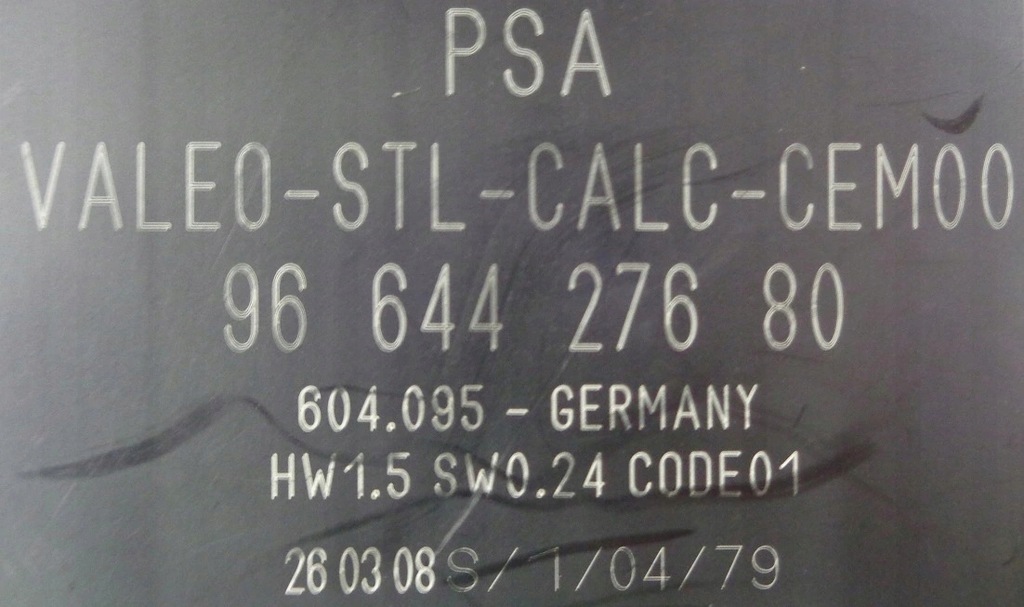 PSA
VALEO-STL-CALC-CEM00
96 644 276 80
604.095 - GERMANY
HW1.5 SW0.24 CODE01
26 03 08 S/1/04/79